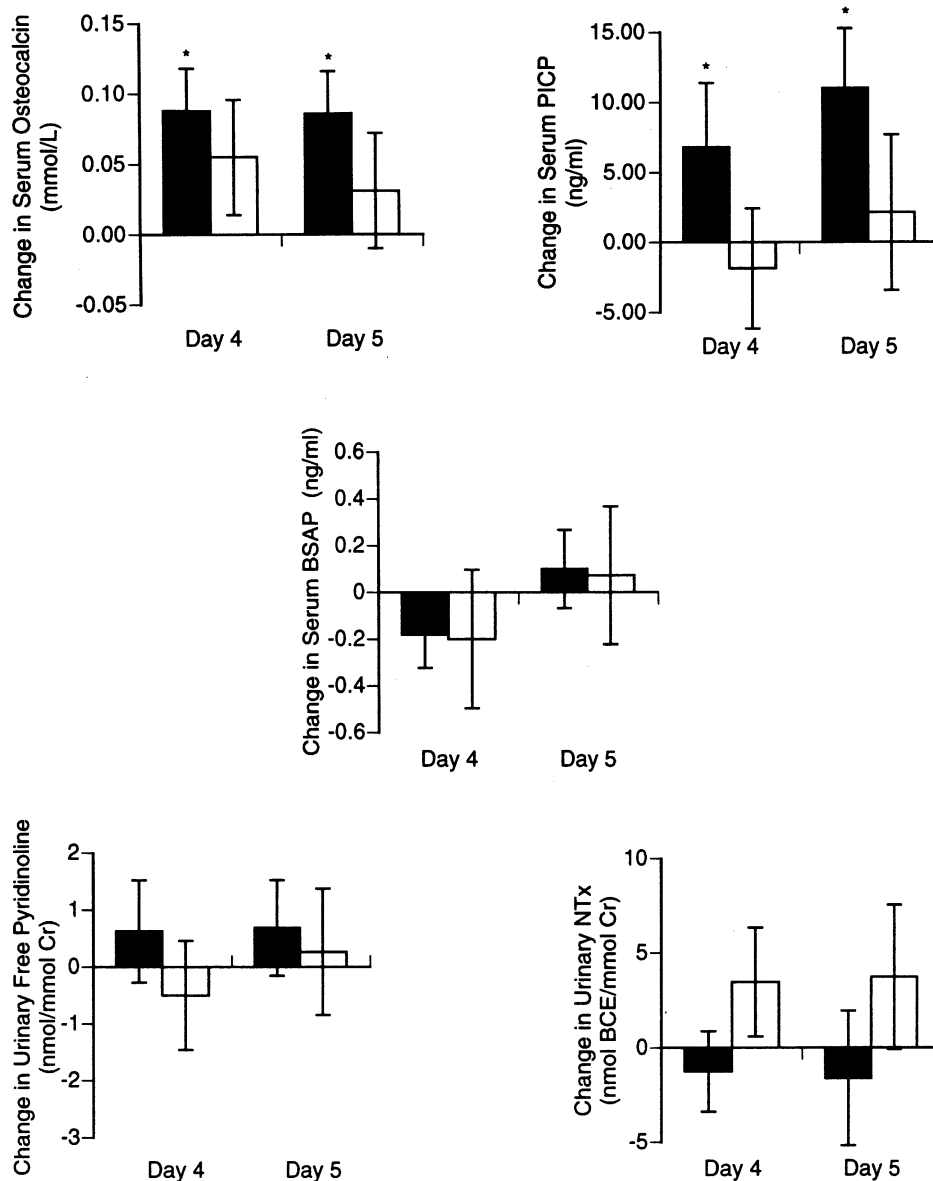 Change in Serum Osteocalcin
(mmol/L)
0.15
0.10
0.05
0.00
-0.05
*
*
Day 4
Day 5
Change in Serum PICP
(ng/ml)
15.00
10.00
5.00
0.00
-5.00
*
*
Day 4
Day 5
Change in Serum BSAP (ng/ml)
0.6
0.4
0.2
0
-0.2
-0.4
-0.6
Day 4
Day 5
Change in Urinary Free Pyridinoline
(nmol/mmol Cr)
2
1
0
-1
-2
-3
Day 4
Day 5
Change in Urinary NTx
(nmol BCE/mmol Cr)
10
5
0
-5
Day 4
Day 5